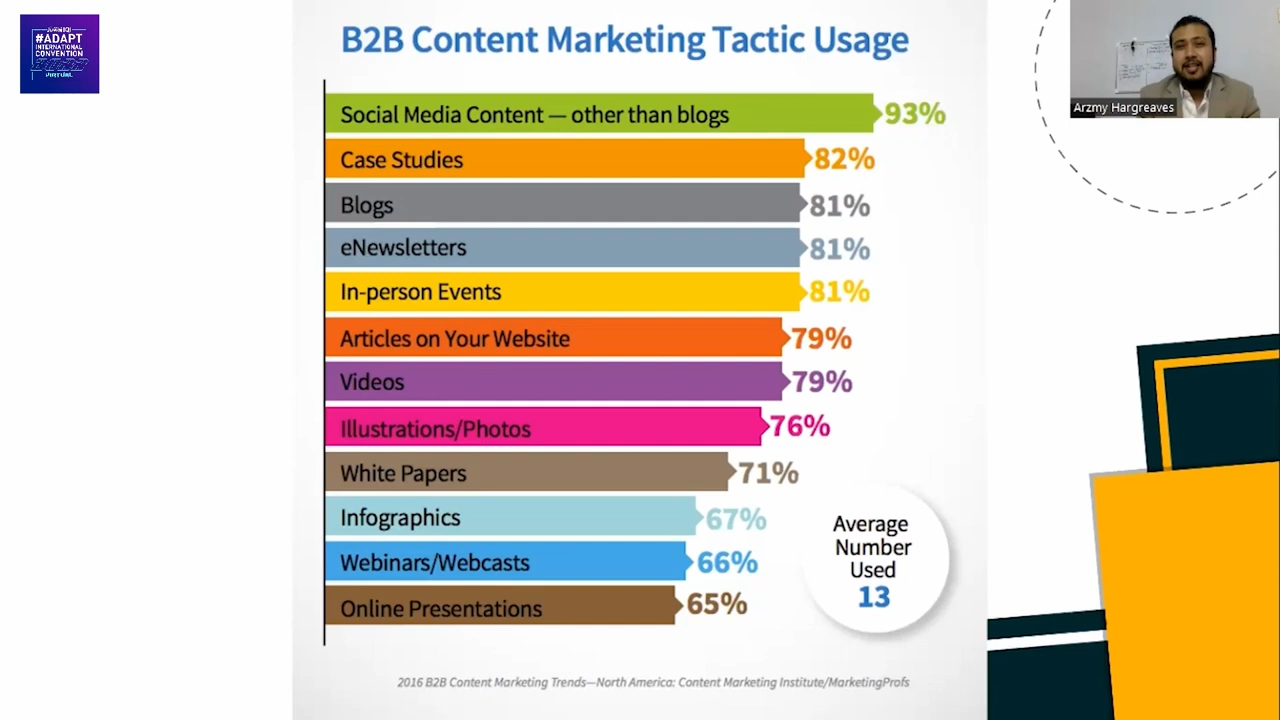 #ADAPT
INTERNATIONAL
CONVENTION
VIRTUAL
B2B Content Marketing Tactic Usage
Arzmy Hargreaves
Social Media Content — other than blogs 93%
Case Studies 82%
Blogs 81%
eNewsletters 81%
In-person Events 81%
Articles on Your Website 79%
Videos 79%
Illustrations/Photos 76%
White Papers 71%
Infographics 67%
Webinars/Webcasts 66%
Online Presentations 65%
Average
Number
Used
13
2016 B2B Content Marketing Trends—North America: Content Marketing Institute/MarketingProfs